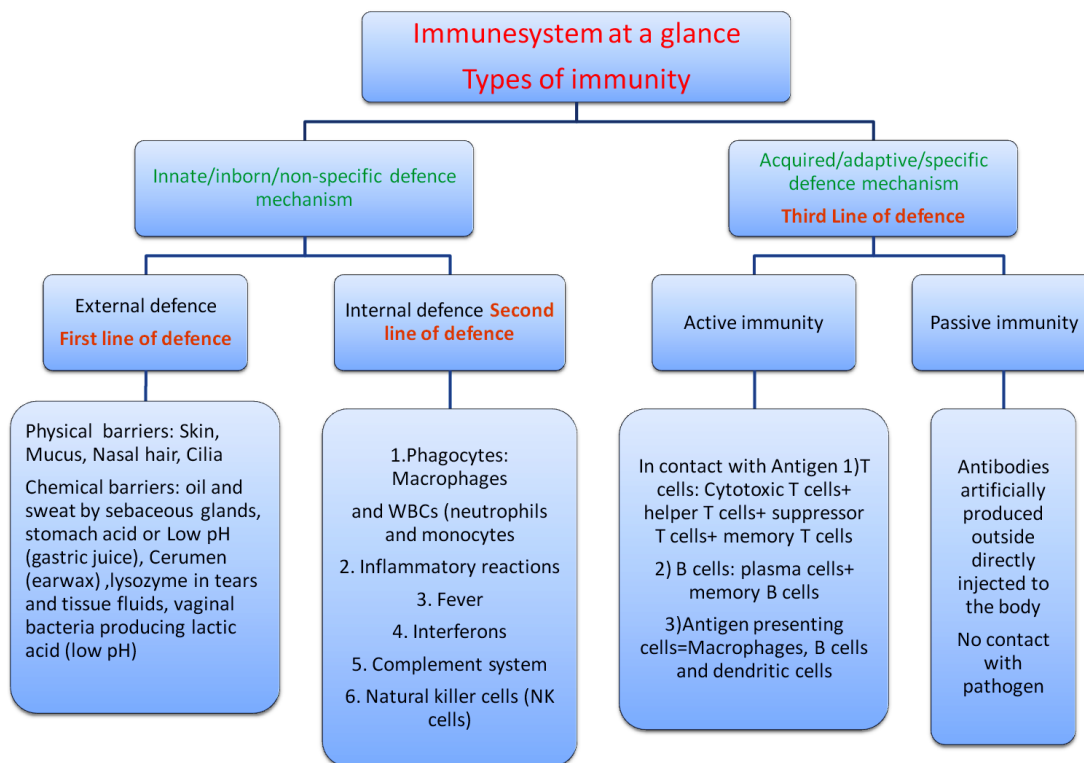 Immunesystem at a glance
Types of immunity
Innate/inborn/non-specific defence
mechanism
Acquired/adaptive/specific
defence mechanism
Third Line of defence
External defence
First line of defence
Internal defence Second
line of defence
Active immunity
Passive immunity
Physical barriers: Skin,
Mucus, Nasal hair, Cilia
Chemical barriers: oil and
sweat by sebaceous glands,
stomach acid or Low pH
(gastric juice), Cerumen
(earwax) ,lysozyme in tears
and tissue fluids, vaginal
bacteria producing lactic
acid (low pH)
1.Phagocytes:
Macrophages
and WBCs (neutrophils
and monocytes
2. Inflammatory reactions
3. Fever
4. Interferons
5. Complement system
6. Natural killer cells (NK
cells)
In contact with Antigen 1)T
cells: Cytotoxic T cells+
helper T cells+ suppressor
T cells+ memory T cells
2) B cells: plasma cells+
memory B cells
3)Antigen presenting
cells=Macrophages, B cells
and dendritic cells
Antibodies
artificially
produced
outside
directly
injected to
the body
No contact
with
pathogen